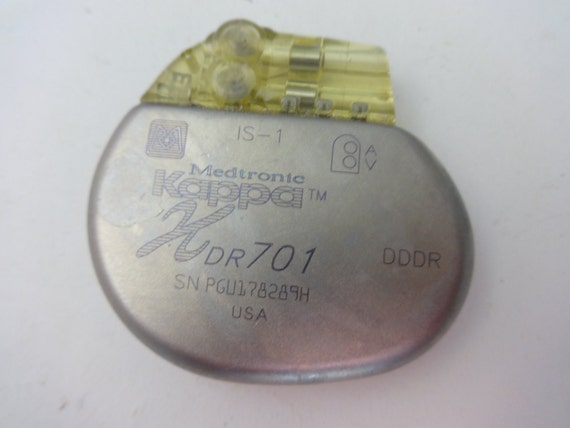 IS-1
A
V
Medtronic
Kappa™
DR701
DDDR
SN PGU178289H
USA